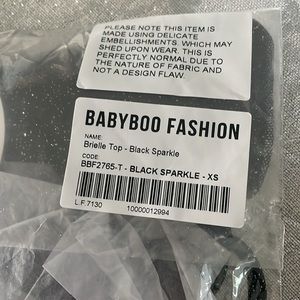 PLEASE NOTE THIS ITEM IS
MADE USING DELICATE
EMBELLISHMENTS. WHICH MAY
SHED UPON WEAR. THIS IS
PERFECTLY NORMAL DUE TO
THE NATURE OF FABRIC AND
NOT A DESIGN FLAW.
BABYBOO FASHION
NAME:
Brielle Top - Black Sparkle
CODE:
BBF2765-T - BLACK SPARKLE - XS
L.F. 7130
10000012994